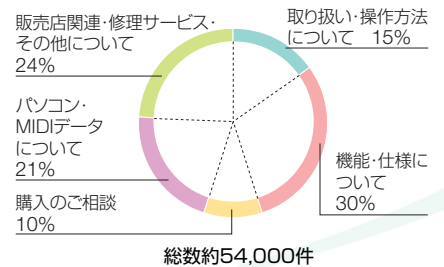 取り扱い・操作方法
について　15%
機能・仕様に
ついて
30%
購入のご相談
10%
パソコン・
MIDIデータ
について
21%
販売店関連・修理サービス・
その他について
24%
総数約54,000件